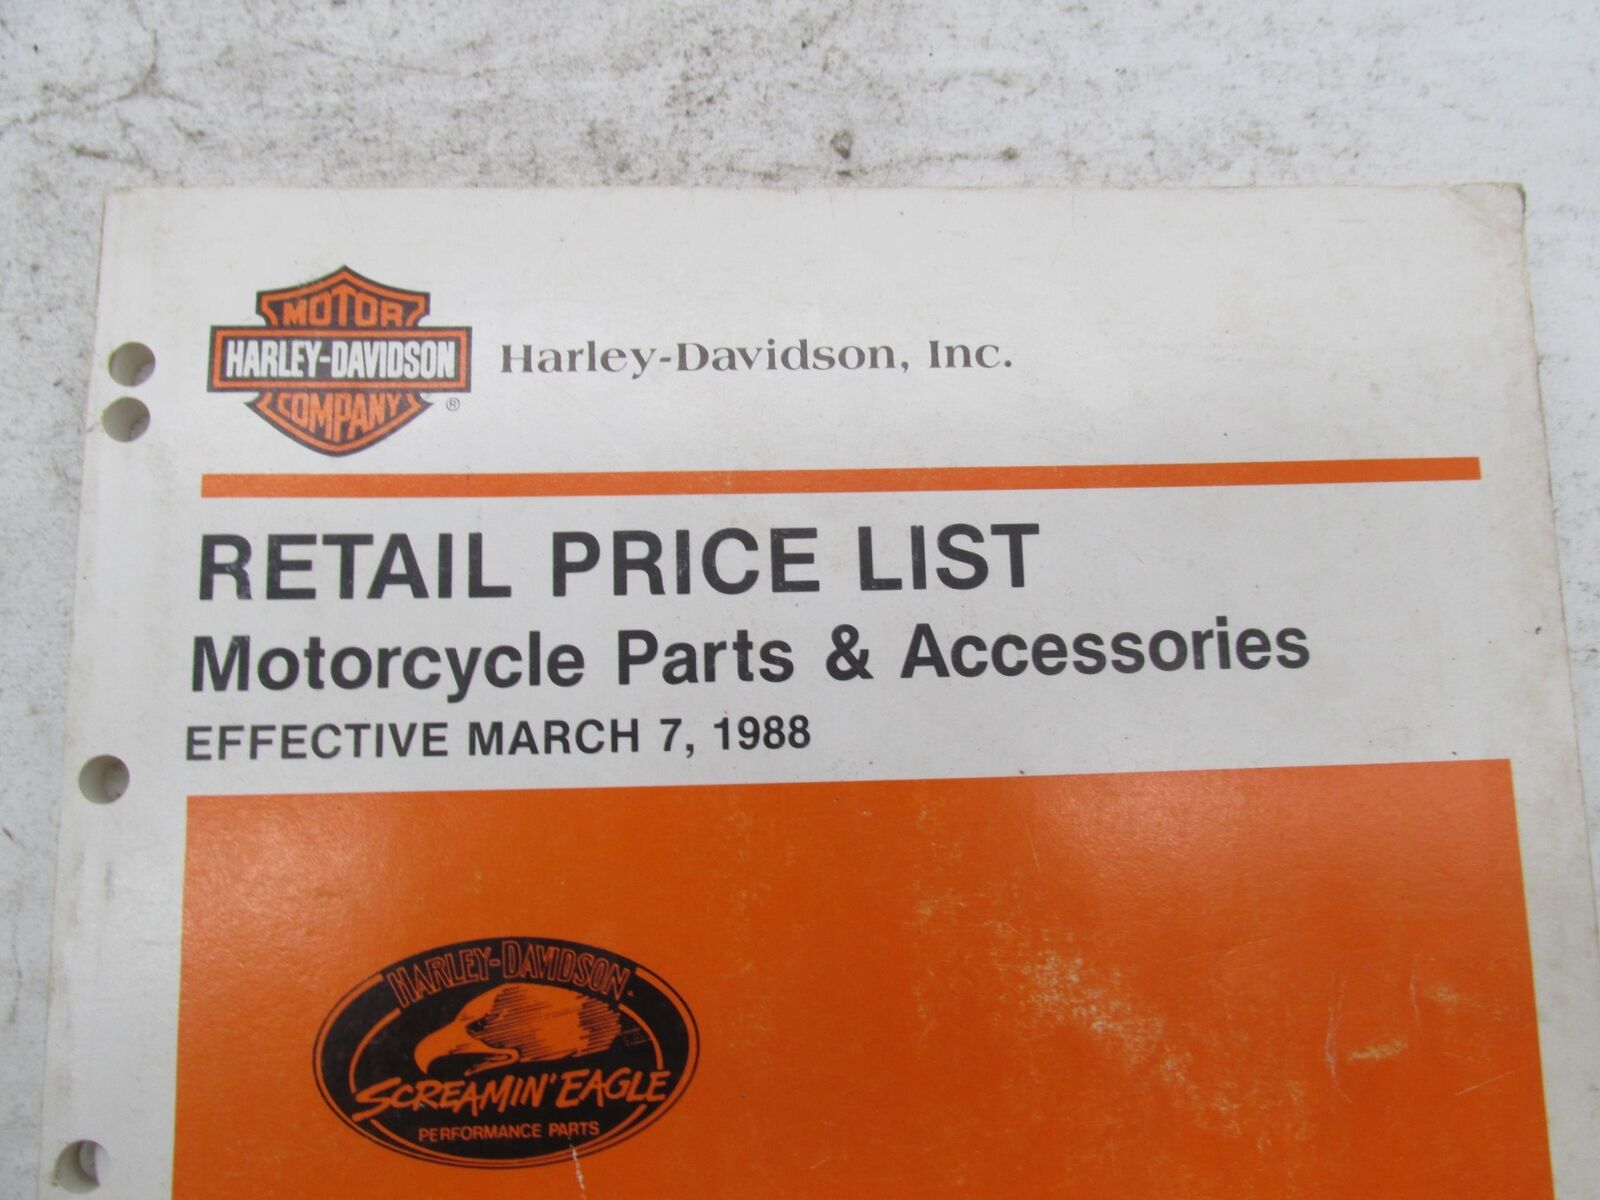 MOTOR
HARLEY-DAVIDSON
COMPANY
®
Harley-Davidson, Inc.
RETAIL PRICE LIST
Motorcycle Parts & Accessories
EFFECTIVE MARCH 7, 1988
HARLEY-DAVIDSON
SCREAMIN' EAGLE
PERFORMANCE PARTS